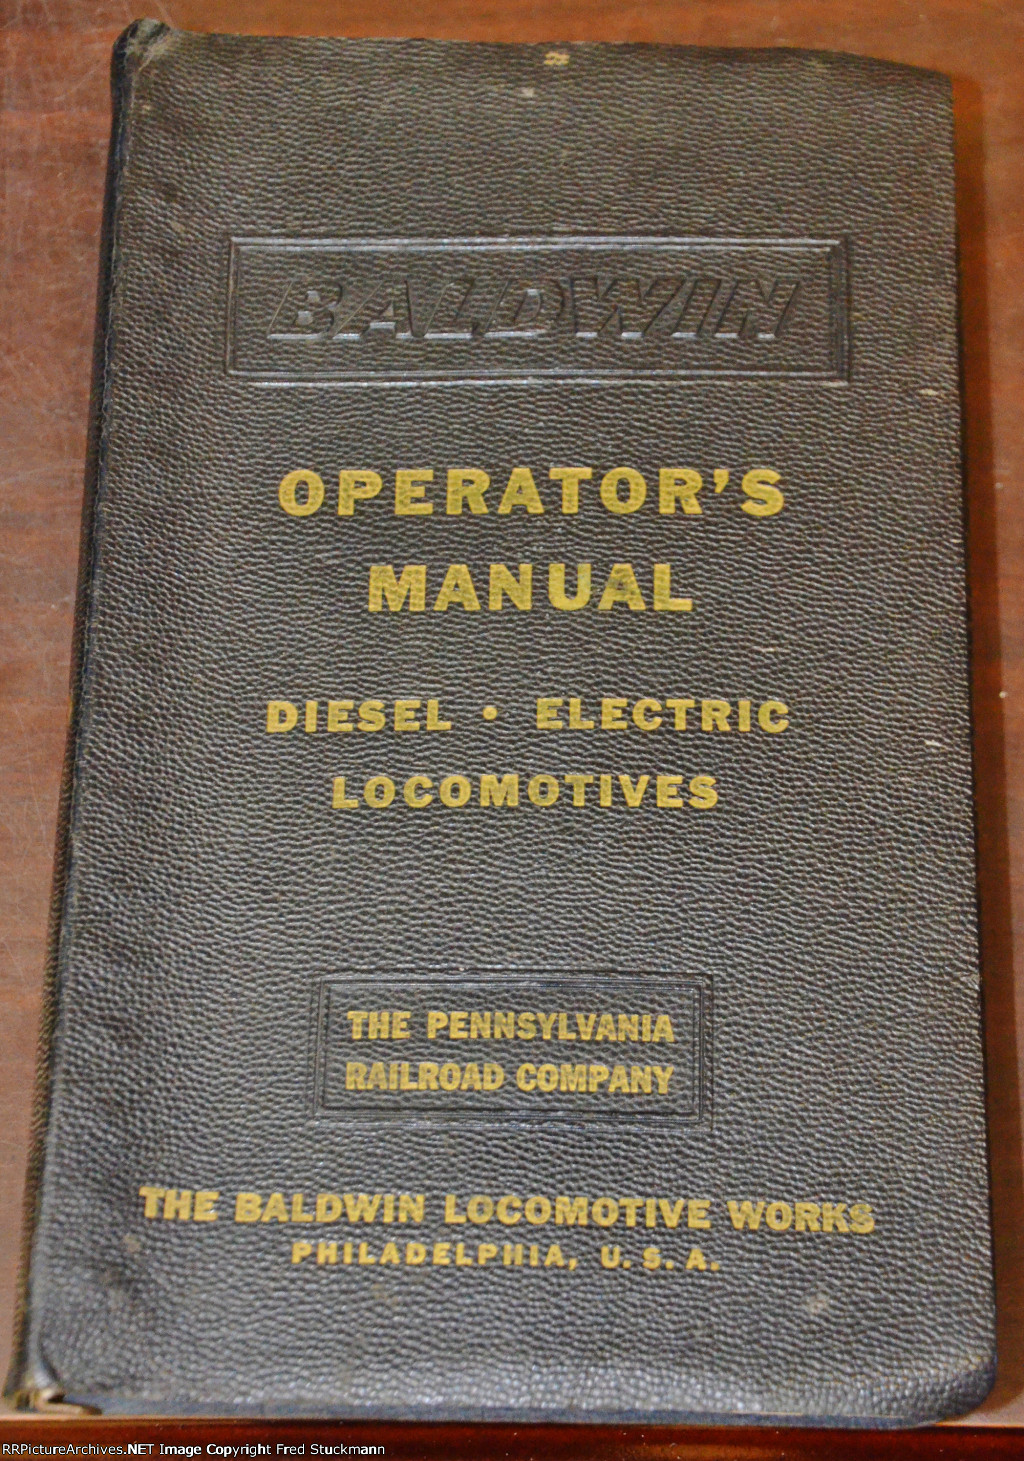 BALDWIN
OPERATOR'S
MANUAL
DIESEL • ELECTRIC
LOCOMOTIVES
THE PENNSYLVANIA
RAILROAD COMPANY
THE BALDWIN LOCOMOTIVE WORKS
PHILADELPHIA, U. S. A.
RRPictureArchives.NET Image Copyright Fred Stuckmann